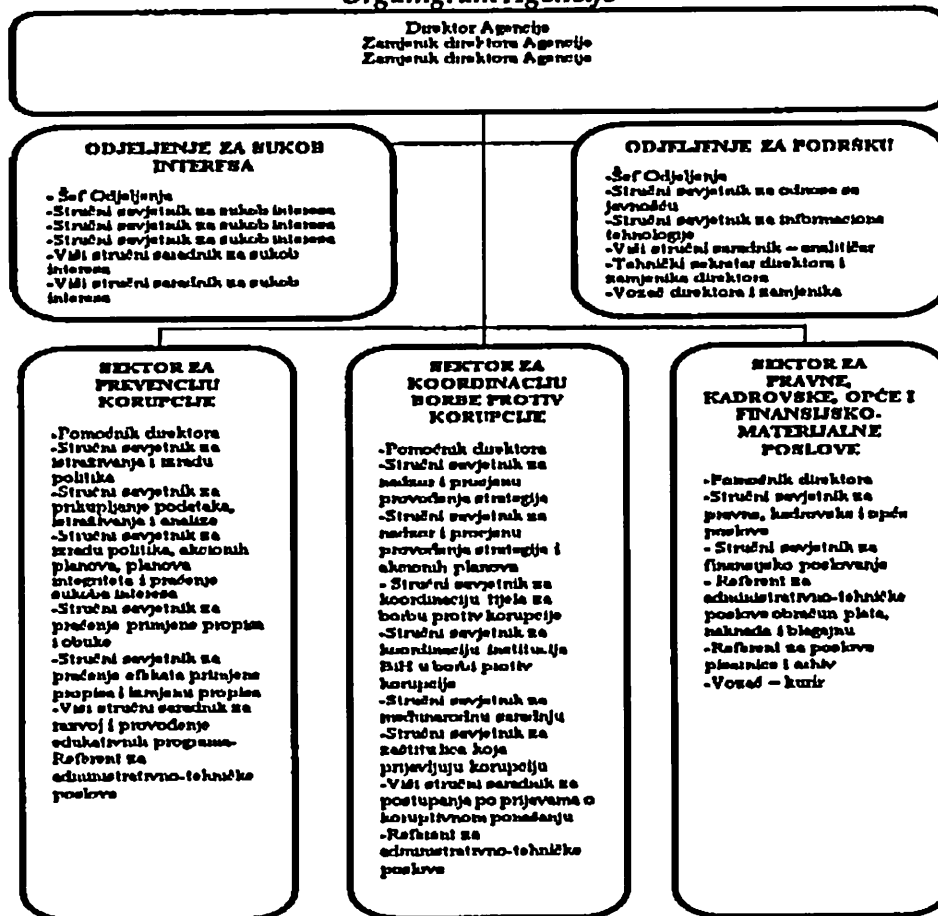 Organigram Agencije
Direktor Agencije
Zamjenik direktora Agencije
Zamjenik direktora Agencije
ODJELJENJE ZA SUKOB
INTERESA
- Šef Odjeljenja
-Stručni savjetnik za sukob interesa
-Stručni savjetnik za sukob interesa
-Stručni savjetnik za sukob interesa
-Viši stručni saradnik za sukob
interesa
-Viši stručni saradnik za sukob
interesa
ODJELJENJE ZA PODRŠKU
-Šef Odjeljenja
-Stručni savjetnik za odnose sa
javnošću
-Stručni savjetnik za informacione
tehnologije
-Viši stručni saradnik – analitičar
-Tehnički sekretar direktora i
zamjenika direktora
-Vozač direktora i zamjenika
SEKTOR ZA
PREVENCIJU
KORUPCIJE
-Pomoćnik direktora
-Stručni savjetnik za
istraživanja i izradu
politika
-Stručni savjetnik za
prikupljanje podataka,
istraživanja i analize
-Stručni savjetnik za
izradu politika, akcionih
planova, planova
integriteta i praćenje
sukoba interesa
-Stručni savjetnik za
praćenje primjene propisa
i obuke
-Stručni savjetnik za
praćenje efekata primjene
propisa i izmjenu propisa
-Viši stručni saradnik za
razvoj i provođenje
edukativnih programa-
Referent za
administrativno-tehničke
poslove
SEKTOR ZA
KOORDINACIJU
BORBE PROTIV
KORUPCIJE
-Pomoćnik direktora
-Stručni savjetnik za
nadzor i procjenu
provođenja strategija
-Stručni savjetnik za
nadzor i procjenu
provođenja strategija i
akcionih planova
- Stručni savjetnik za
koordinaciju tijela za
borbu protiv korupcije
-Stručni savjetnik za
koordinaciju institucija
BiH u borbi protiv
korupcije
-Stručni savjetnik za
međunarodnu saradnju
-Stručni savjetnik za
zaštitu lica koja
prijavljuju korupciju
-Viši stručni saradnik za
postupanja po prijavama o
koruptivnom ponašanju
-Referent za
administrativno-tehničke
poslove
SEKTOR ZA
PRAVNE,
KADROVSKE, OPĆE I
FINANSIJSKO-
MATERIJALNE
POSLOVE
-Pomoćnik direktora
-Stručni savjetnik za
pravne, kadrovske i opće
poslove
- Stručni savjetnik za
finansijsko poslovanje
- Referent za
administrativno-tehničke
poslove obračun plata,
naknada i blagajnu
-Referent za poslove
pisarnice i arhiv
-Vozač – kurir